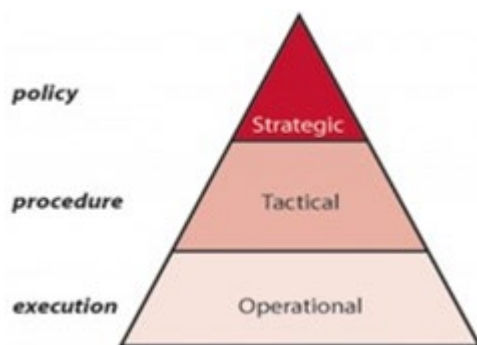 policy
Strategic
procedure
Tactical
execution
Operational